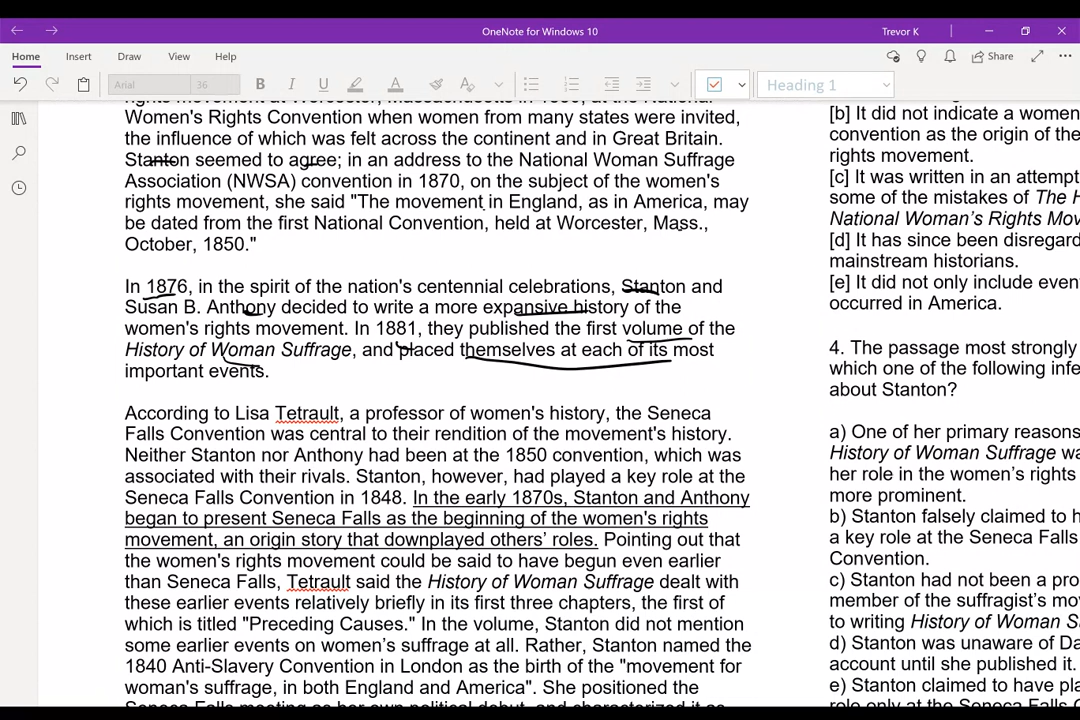 OneNote for Windows 10
Trevor K
Home Insert Draw View Help
Share
Arial 36
B I U A
Heading 1
Women's Rights Convention when women from many states were invited,
the influence of which was felt across the continent and in Great Britain.
Stanton seemed to agree; in an address to the National Woman Suffrage
Association (NWSA) convention in 1870, on the subject of the women's
rights movement, she said "The movement in England, as in America, may
be dated from the first National Convention, held at Worcester, Mass.,
October, 1850."
In 1876, in the spirit of the nation's centennial celebrations, Stanton and
Susan B. Anthony decided to write a more expansive history of the
women's rights movement. In 1881, they published the first volume of the
History of Woman Suffrage, and placed themselves at each of its most
important events.
According to Lisa Tetrault, a professor of women's history, the Seneca
Falls Convention was central to their rendition of the movement's history.
Neither Stanton nor Anthony had been at the 1850 convention, which was
associated with their rivals. Stanton, however, had played a key role at the
Seneca Falls Convention in 1848. In the early 1870s, Stanton and Anthony
began to present Seneca Falls as the beginning of the women's rights
movement, an origin story that downplayed others' roles. Pointing out that
the women's rights movement could be said to have begun even earlier
than Seneca Falls, Tetrault said the History of Woman Suffrage dealt with
these earlier events relatively briefly in its first three chapters, the first of
which is titled "Preceding Causes." In the volume, Stanton did not mention
some earlier events on women's suffrage at all. Rather, Stanton named the
1840 Anti-Slavery Convention in London as the birth of the "movement for
woman's suffrage, in both England and America". She positioned the
[b] It did not indicate a women
convention as the origin of the
rights movement.
[c] It was written in an attempt
some of the mistakes of The H
National Woman's Rights Mov
[d] It has since been disregard
mainstream historians.
[e] It did not only include even
occurred in America.
4. The passage most strongly
which one of the following infe
about Stanton?
a) One of her primary reasons
History of Woman Suffrage wa
her role in the women's rights
more prominent.
b) Stanton falsely claimed to h
a key role at the Seneca Falls
Convention.
c) Stanton had not been a pro
member of the suffragist's mo
to writing History of Woman S
d) Stanton was unaware of Da
account until she published it.
e) Stanton claimed to have pla